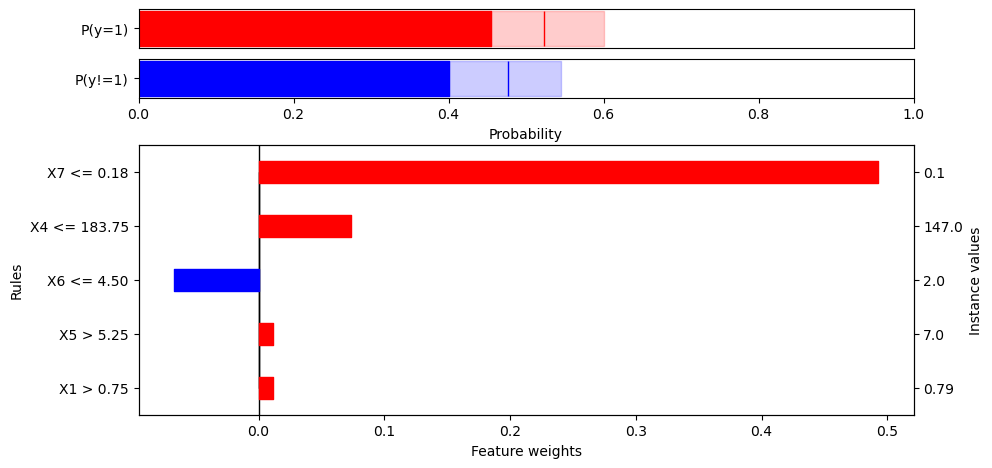 P(y=1)
P(y!=1)
0.0 0.2 0.4 0.6 0.8 1.0
Probability
X7 <= 0.18 0.1
X4 <= 183.75 147.0
X6 <= 4.50 2.0
X5 > 5.25 7.0
X1 > 0.75 0.79
Rules
Instance values
0.0 0.1 0.2 0.3 0.4 0.5
Feature weights